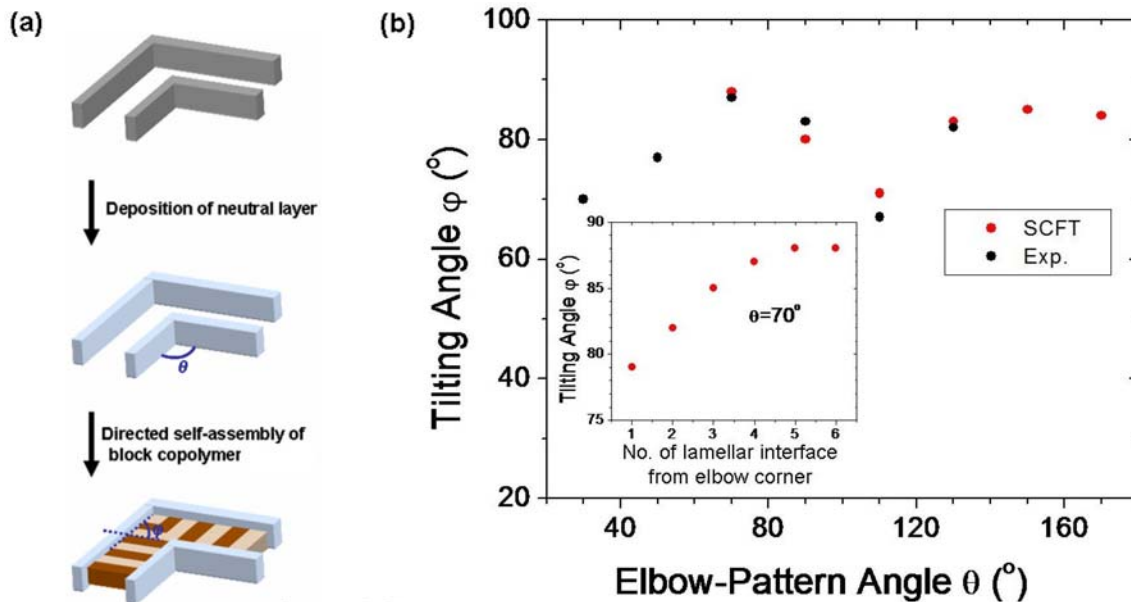 (a)
Deposition of neutral layer
θ
Directed self-assembly of
block copolymer
φ
(b)
Tilting Angle φ (°)
100
80
60
40
20
SCFT
Exp.
Tilting Angle φ (°)
90
85
80
75
θ=70°
1 2 3 4 5 6
No. of lamellar interface
from elbow corner
40 80 120 160
Elbow-Pattern Angle θ (°)